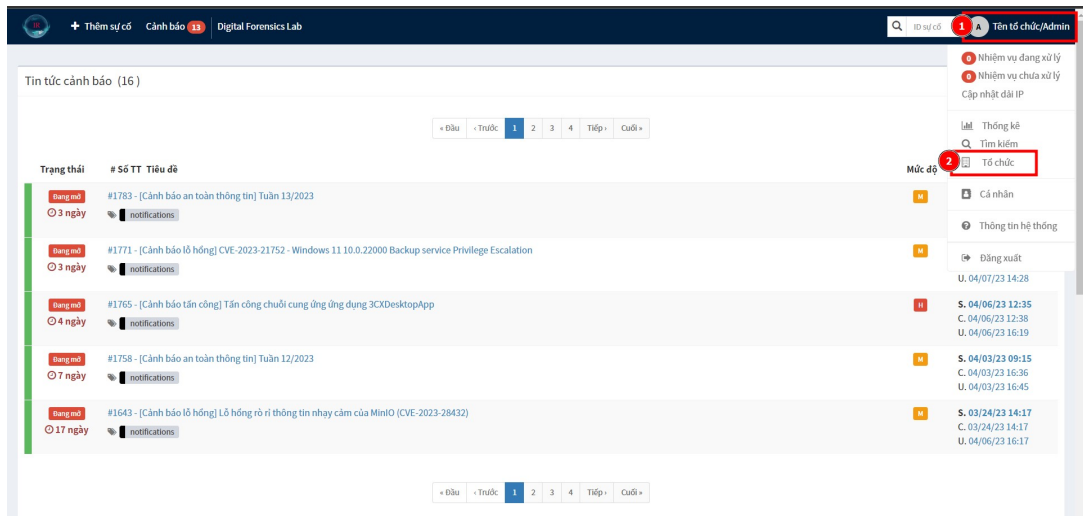 IR
Thêm sự cố Cảnh báo 13 Digital Forensics Lab
ID sự cố
1
A Tên tổ chức/Admin
0 Nhiệm vụ đang xử lý
0 Nhiệm vụ chưa xử lý
Cập nhật dải IP
Thống kê
Tìm kiếm
2
Tổ chức
Cá nhân
Thông tin hệ thống
Đăng xuất
Tin tức cảnh báo (16 )
« Đầu ‹ Trước 1 2 3 4 Tiếp › Cuối »
Trạng thái # Số TT Tiêu đề Mức độ
Đang mở #1783 - [Cảnh báo an toàn thông tin] Tuần 13/2023 M
3 ngày notifications
Đang mở #1771 - [Cảnh báo lỗ hổng] CVE-2023-21752 - Windows 11 10.0.22000 Backup service Privilege Escalation M
3 ngày notifications
U. 04/07/23 14:28
Đang mở #1765 - [Cảnh báo tấn công] Tấn công chuỗi cung ứng ứng dụng 3CXDesktopApp H S. 04/06/23 12:35
4 ngày notifications C. 04/06/23 12:38
U. 04/06/23 16:19
Đang mở #1758 - [Cảnh báo an toàn thông tin] Tuần 12/2023 M S. 04/03/23 09:15
7 ngày notifications C. 04/03/23 16:36
U. 04/03/23 16:45
Đang mở #1643 - [Cảnh báo lỗ hổng] Lỗ hổng rò rỉ thông tin nhạy cảm của MinIO (CVE-2023-28432) M S. 03/24/23 14:17
17 ngày notifications C. 03/24/23 14:17
U. 04/06/23 16:17
« Đầu ‹ Trước 1 2 3 4 Tiếp › Cuối »